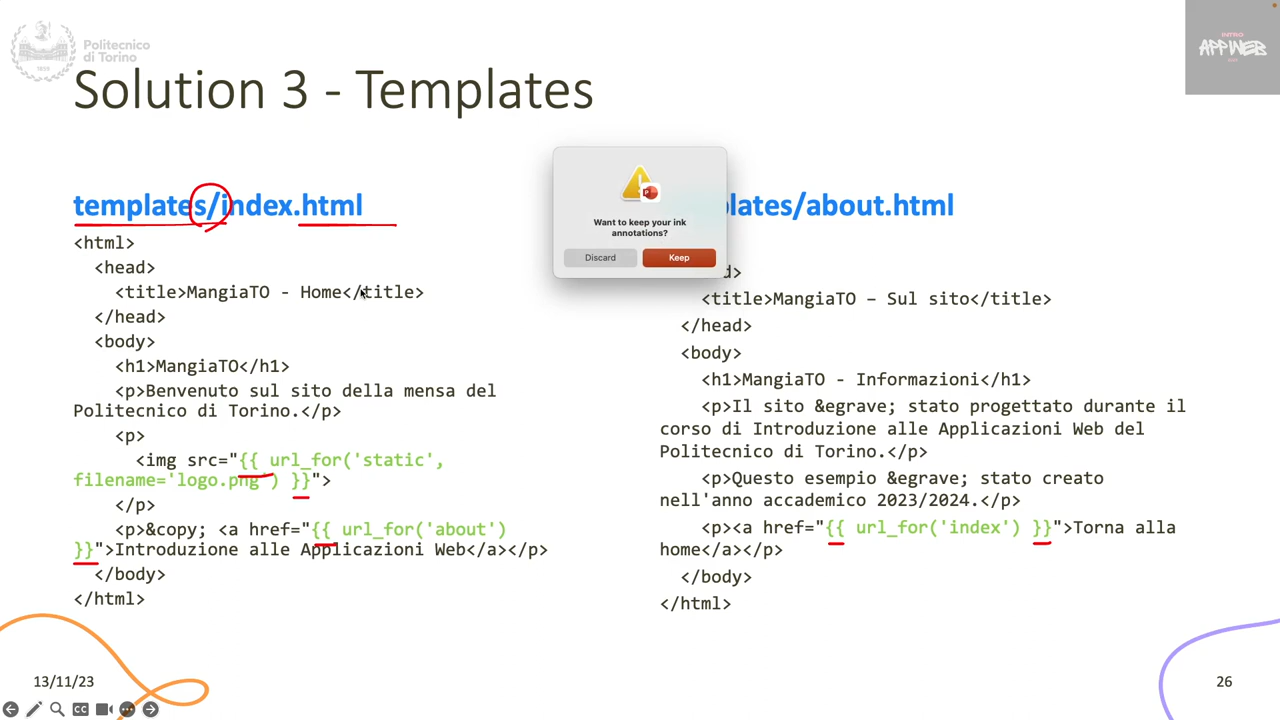 Politecnico
di Torino
INTRO
APPWEB
Solution 3 - Templates
templates/index.html
<html>
<head>
<title>MangiaTO - Home</title>
</head>
<body>
<h1>MangiaTO</h1>
<p>Benvenuto sul sito della mensa del
Politecnico di Torino.</p>
<p>
<img src="{{ url_for('static',
filename='logo.png') }}">
</p>
<p>&copy; <a href="{{ url_for('about')
}}">Introduzione alle Applicazioni Web</a></p>
</body>
</html>
Want to keep your ink
annotations?
Discard
Keep
lates/about.html
d>
<title>MangiaTO – Sul sito</title>
</head>
<body>
<h1>MangiaTO - Informazioni</h1>
<p>Il sito &egrave; stato progettato durante il
corso di Introduzione alle Applicazioni Web del
Politecnico di Torino.</p>
<p>Questo esempio &egrave; stato creato
nell'anno accademico 2023/2024.</p>
<p><a href="{{ url_for('index') }}">Torna alla
home</a></p>
</body>
</html>
13/11/23
26
CC